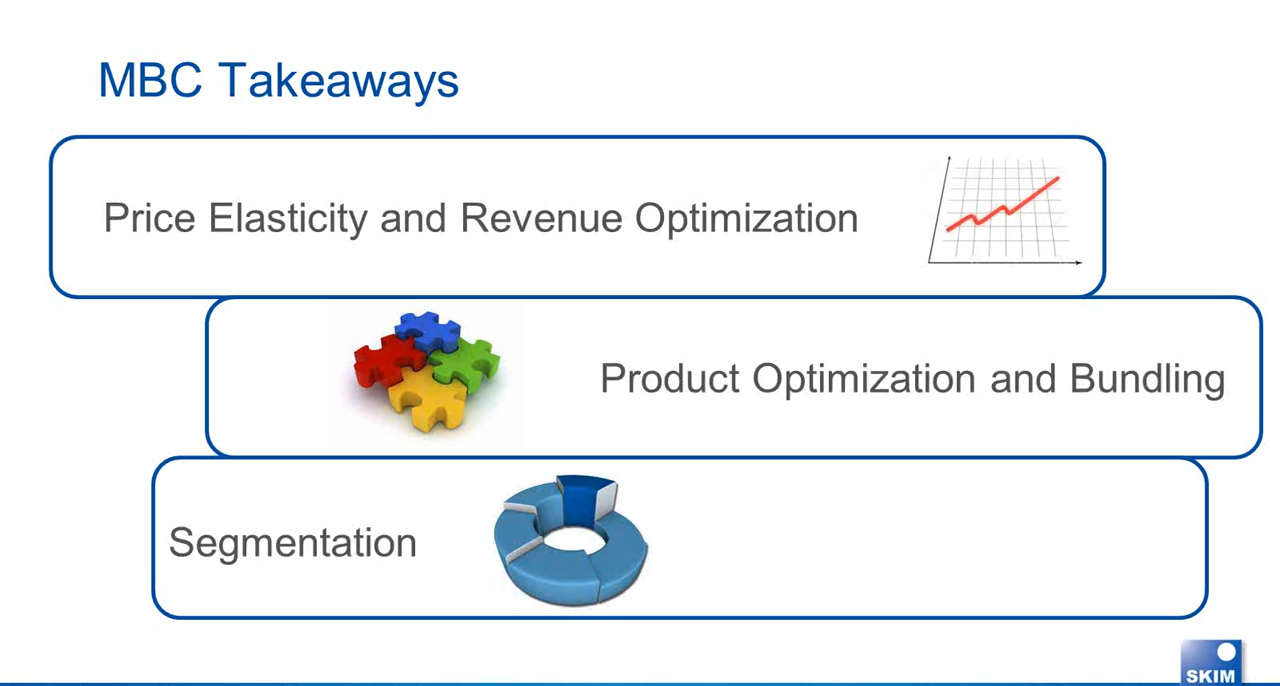 MBC Takeaways
Price Elasticity and Revenue Optimization
Product Optimization and Bundling
Segmentation
SKIM